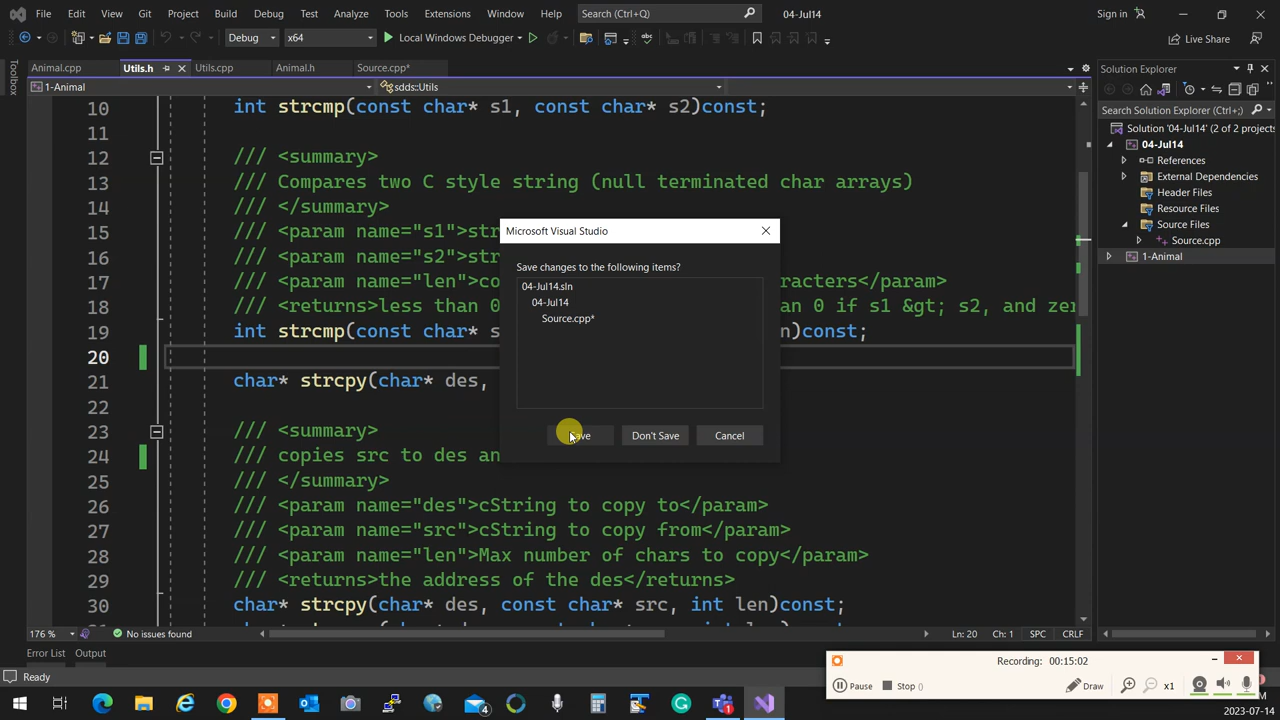 File Edit View Git Project Build Debug Test Analyze Tools Extensions Window Help Search (Ctrl+Q) 04-Jul14 Sign in
Debug x64 Local Windows Debugger Live Share
Toolbox
Animal.cpp Utils.h Utils.cpp Animal.h Source.cpp*
1-Animal sdds::Utils
10 int strcmp(const char* s1, const char* s2)const;
11
12 /// <summary>
13 /// Compares two C style string (null terminated char arrays)
14 /// </summary>
15 /// <param name="s1">str
16 /// <param name="s2">str
17 /// <param name="len">co racters</param>
18 /// <returns>less than 0 n 0 if s1 &gt; s2, and zer
19 int strcmp(const char* s n)const;
20
21 char* strcpy(char* des,
22
23 /// <summary>
24 /// copies src to des an
25 /// </summary>
26 /// <param name="des">cString to copy to</param>
27 /// <param name="src">cString to copy from</param>
28 /// <param name="len">Max number of chars to copy</param>
29 /// <returns>the address of the des</returns>
30 char* strcpy(char* des, const char* src, int len)const;
176 % No issues found Ln: 20 Ch: 1 SPC CRLF
Error List Output
Ready
Microsoft Visual Studio
Save changes to the following items?
04-Jul14.sln
04-Jul14
Source.cpp*
Save Don't Save Cancel
Solution Explorer
Search Solution Explorer (Ctrl+;)
Solution '04-Jul14' (2 of 2 projects
04-Jul14
References
External Dependencies
Header Files
Resource Files
Source Files
Source.cpp
1-Animal
Recording: 00:15:02
Pause Stop () Draw x1
4
1
2023-07-14